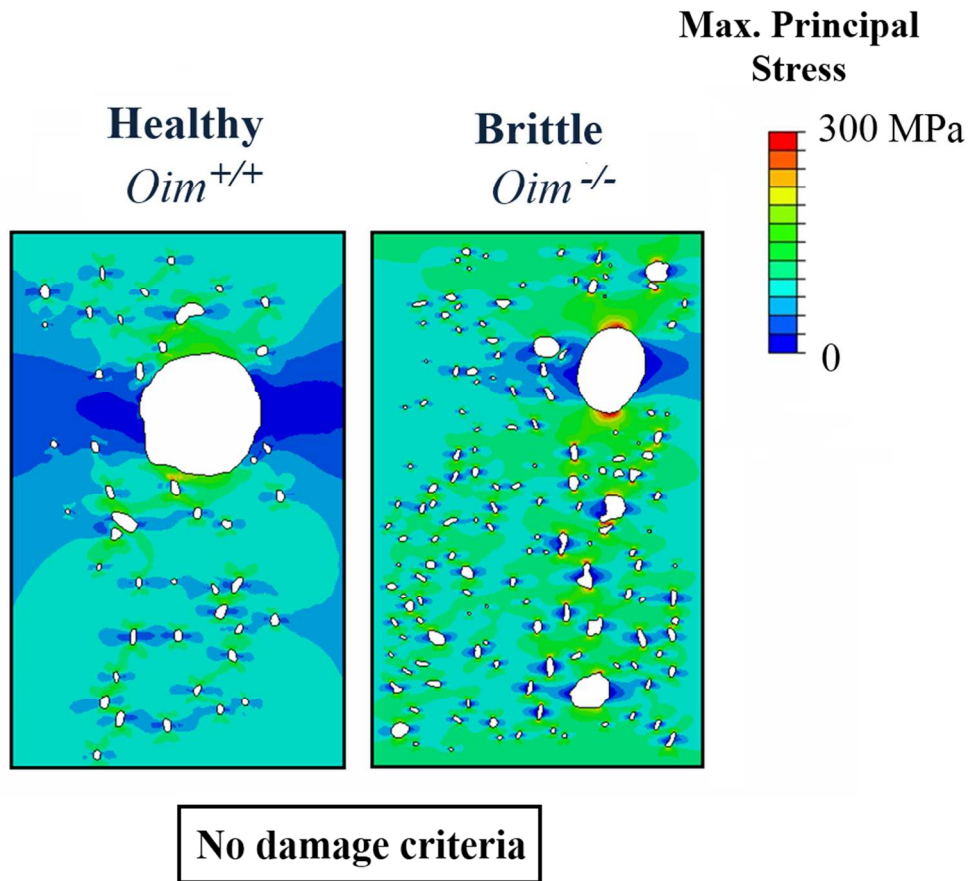 Max. Principal
Stress
300 MPa
0
Healthy
Oim+/+
Brittle
Oim-/-
No damage criteria